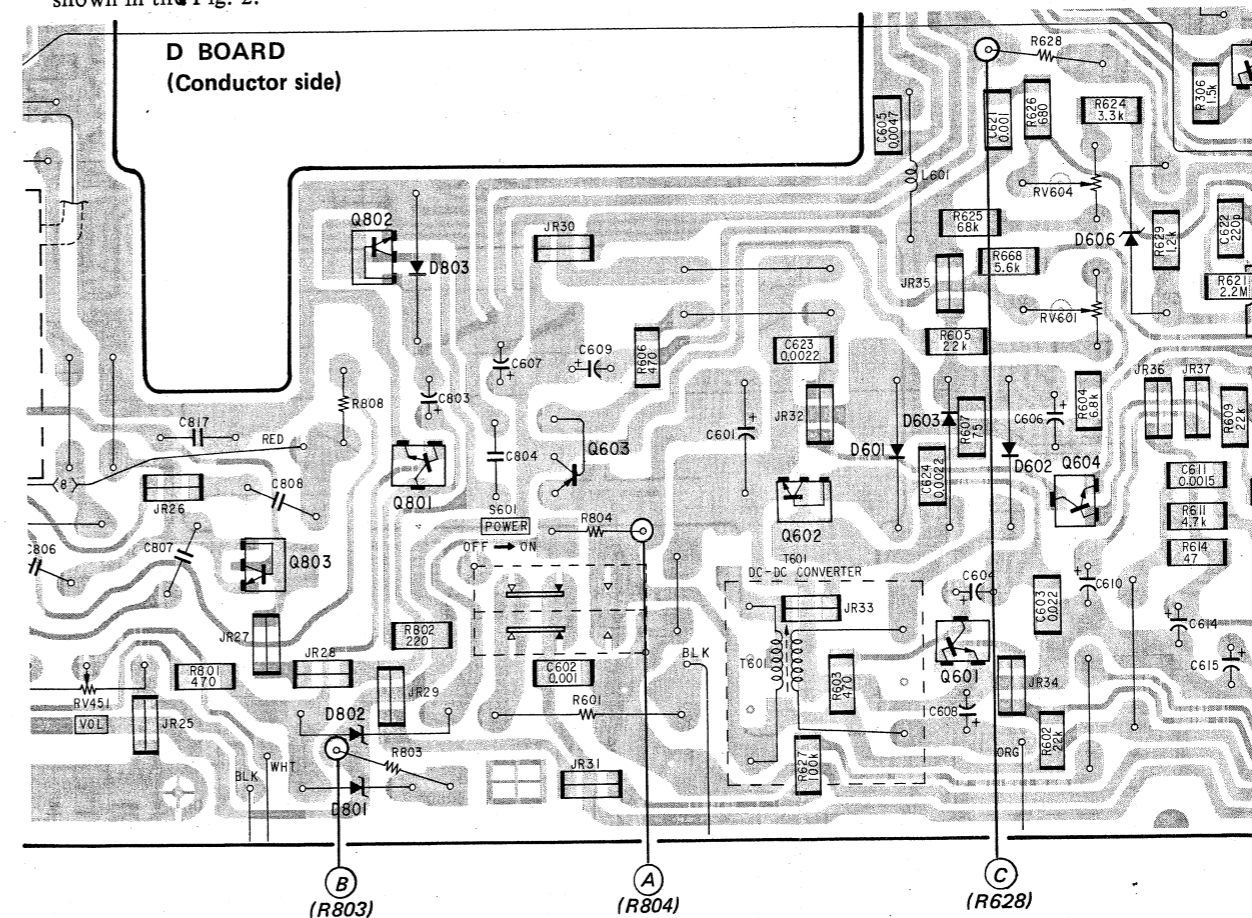 shown in the Fig. 2.
D BOARD
(Conductor side)
R628
C605
0.0047
C621
0.001
R626
680
R624
3.3k
R306
1.5k
L601
RV604
Q802
D803
JR30
R625
68k
D606
R629
1.2k
C622
220p
R668
5.6k
JR35
R621
2.2M
RV601
C607
C609
R606
470
C623
0.0022
R605
22k
JR36
JR37
R808
C803
C601
JR32
D603
R607
75
C606
R604
6.8k
R609
22k
C817
RED
C804
Q603
D601
C624
0.0022
D602
Q604
8
JR26
C808
Q801
C611
0.0015
S601
POWER
R804
Q602
R611
4.7k
C806
C807
Q803
OFF → ON
R614
47
T601
DC-DC CONVERTER
C604
C603
0.022
C610
JR33
JR27
R802
220
C614
BLK
T601
Q601
C615
R801
470
JR28
JR29
C602
0.001
R603
470
JR34
RV451
VOL
JR25
D802
R601
C608
R602
22k
ORG
R803
WHT
BLK
D801
JR31
R627
100k
B
(R803)
A
(R804)
C
(R628)